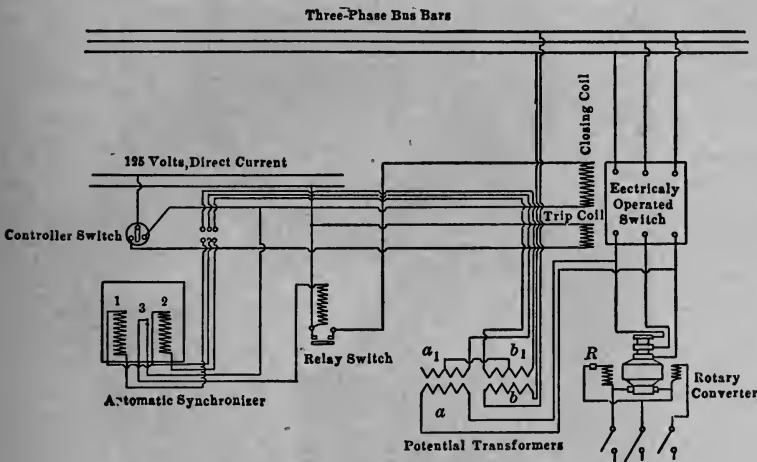 Three-Phase Bus Bars
Closing Coil
125 Volts, Direct Current
Trip Coil
Eectricaly
Operated
Switch
Controller Switch
1 3 2
Relay Switch
a1 b1
R
Rotary
Converter
Automatic Synchronizer
a b
Potential Transformers